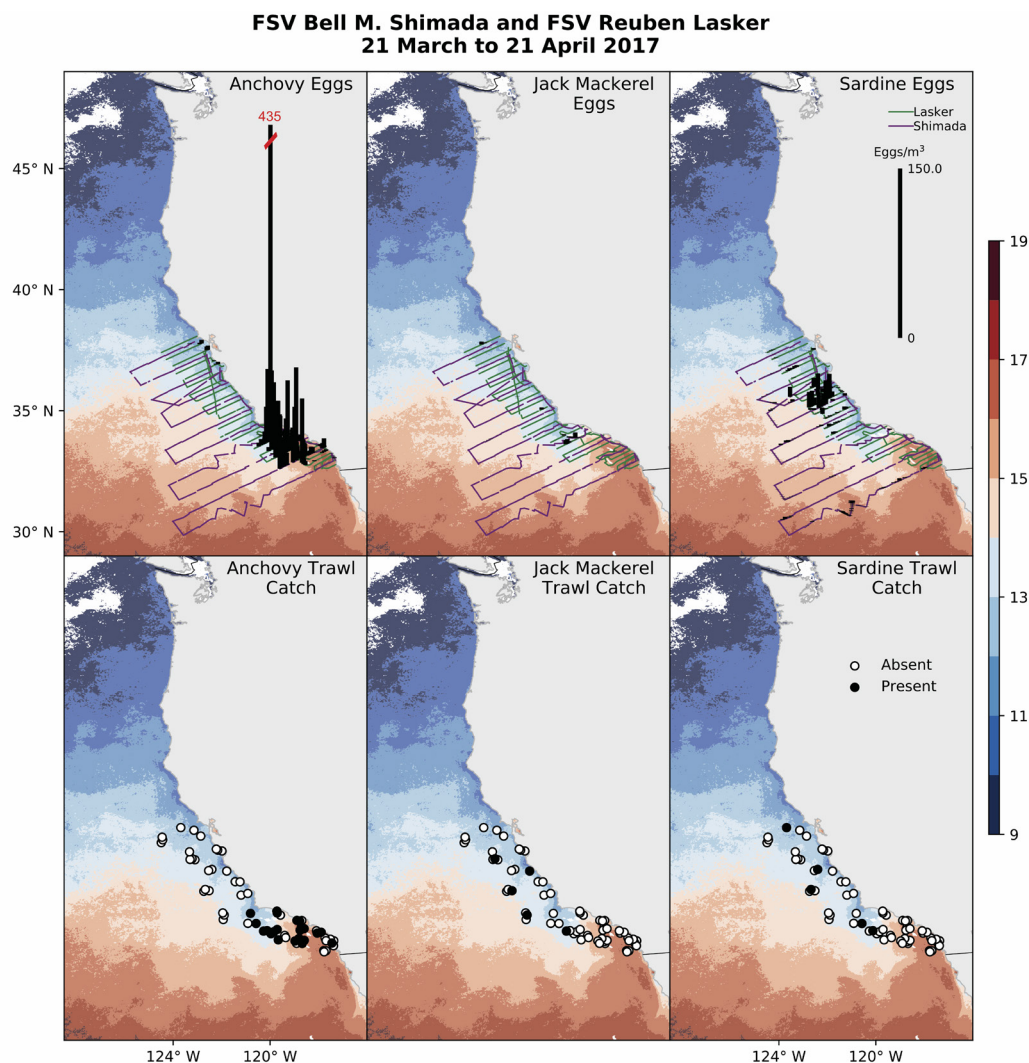 FSV Bell M. Shimada and FSV Reuben Lasker
21 March to 21 April 2017
Anchovy Eggs
Jack Mackerel
Eggs
Sardine Eggs
435
Lasker
Shimada
Eggs/m³
150.0
0
45° N
40° N
35° N
30° N
19
17
15
13
11
9
Anchovy Trawl
Catch
Jack Mackerel
Trawl Catch
Sardine Trawl
Catch
Absent
Present
124° W
120° W
124° W
120° W
124° W
120° W